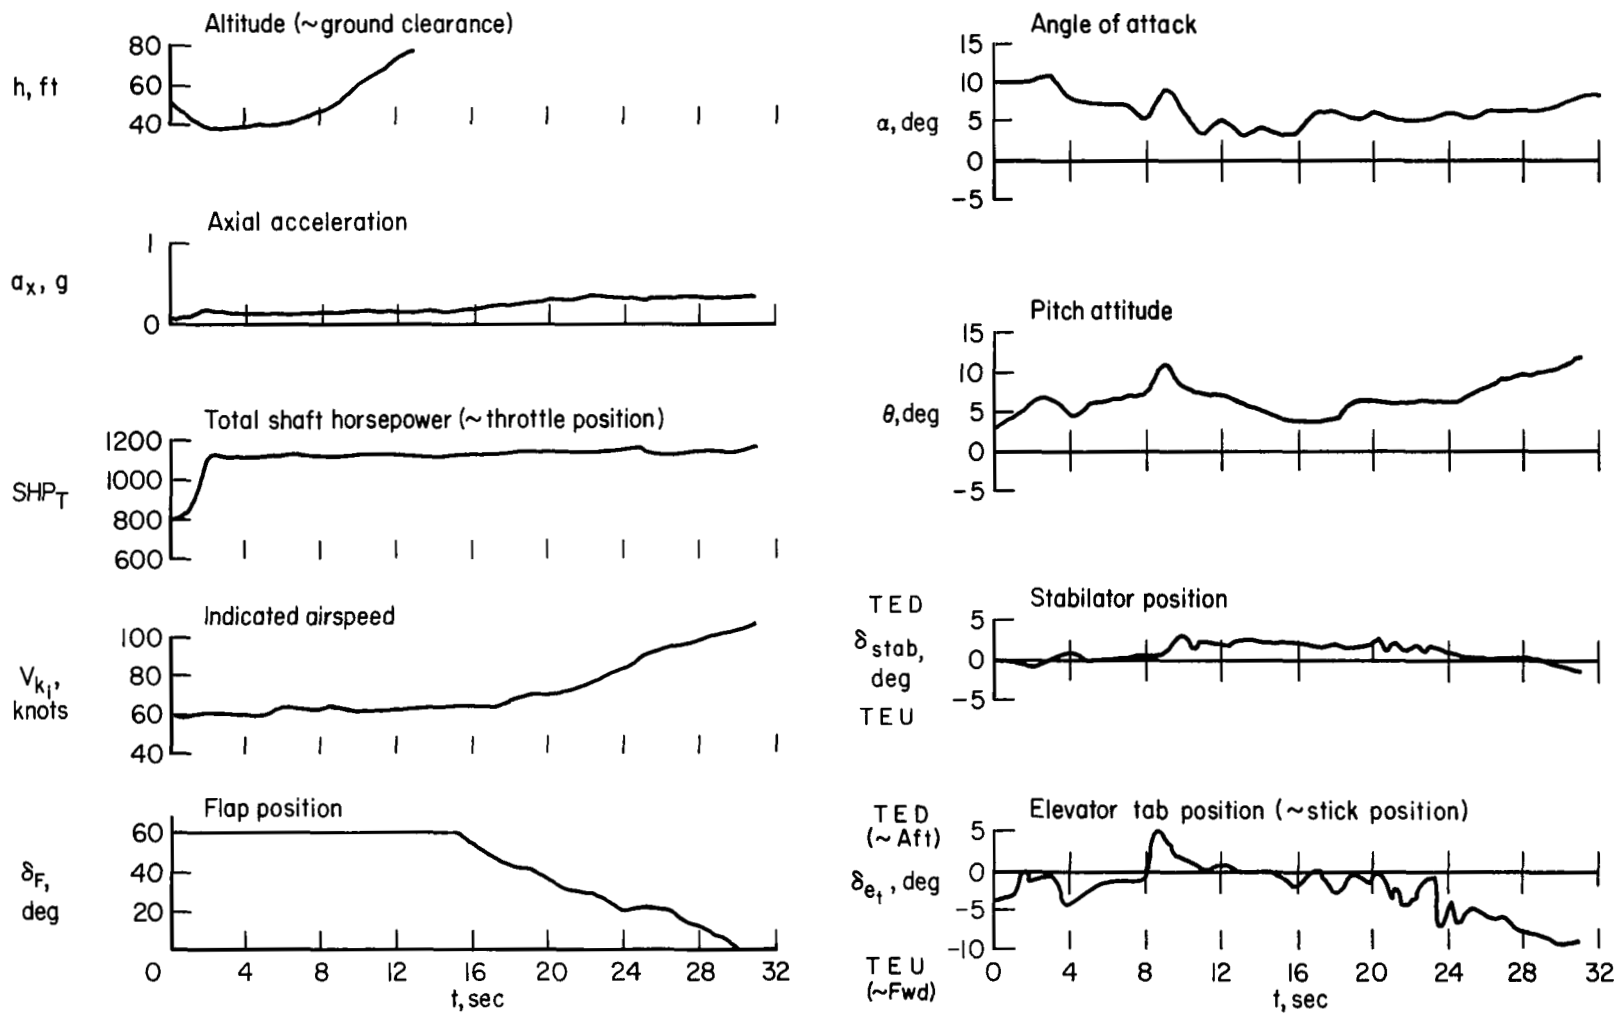 Altitude (~ground clearance)
h, ft
80
60
40
Axial acceleration
a_x, g
1
0
Total shaft horsepower (~throttle position)
SHP_T
1200
1000
800
600
Indicated airspeed
V_ki,
knots
100
80
60
40
Flap position
δ_F,
deg
60
40
20
0 4 8 12 16 20 24 28 32
t, sec
Angle of attack
α, deg
15
10
5
0
-5
Pitch attitude
θ, deg
15
10
5
0
-5
Stabilator position
TED
δ_stab,
deg
TEU
5
0
-5
Elevator tab position (~stick position)
TED
(~Aft)
δ_et, deg
TEU
(~Fwd)
5
0
-5
-10
0 4 8 12 16 20 24 28 32
t, sec